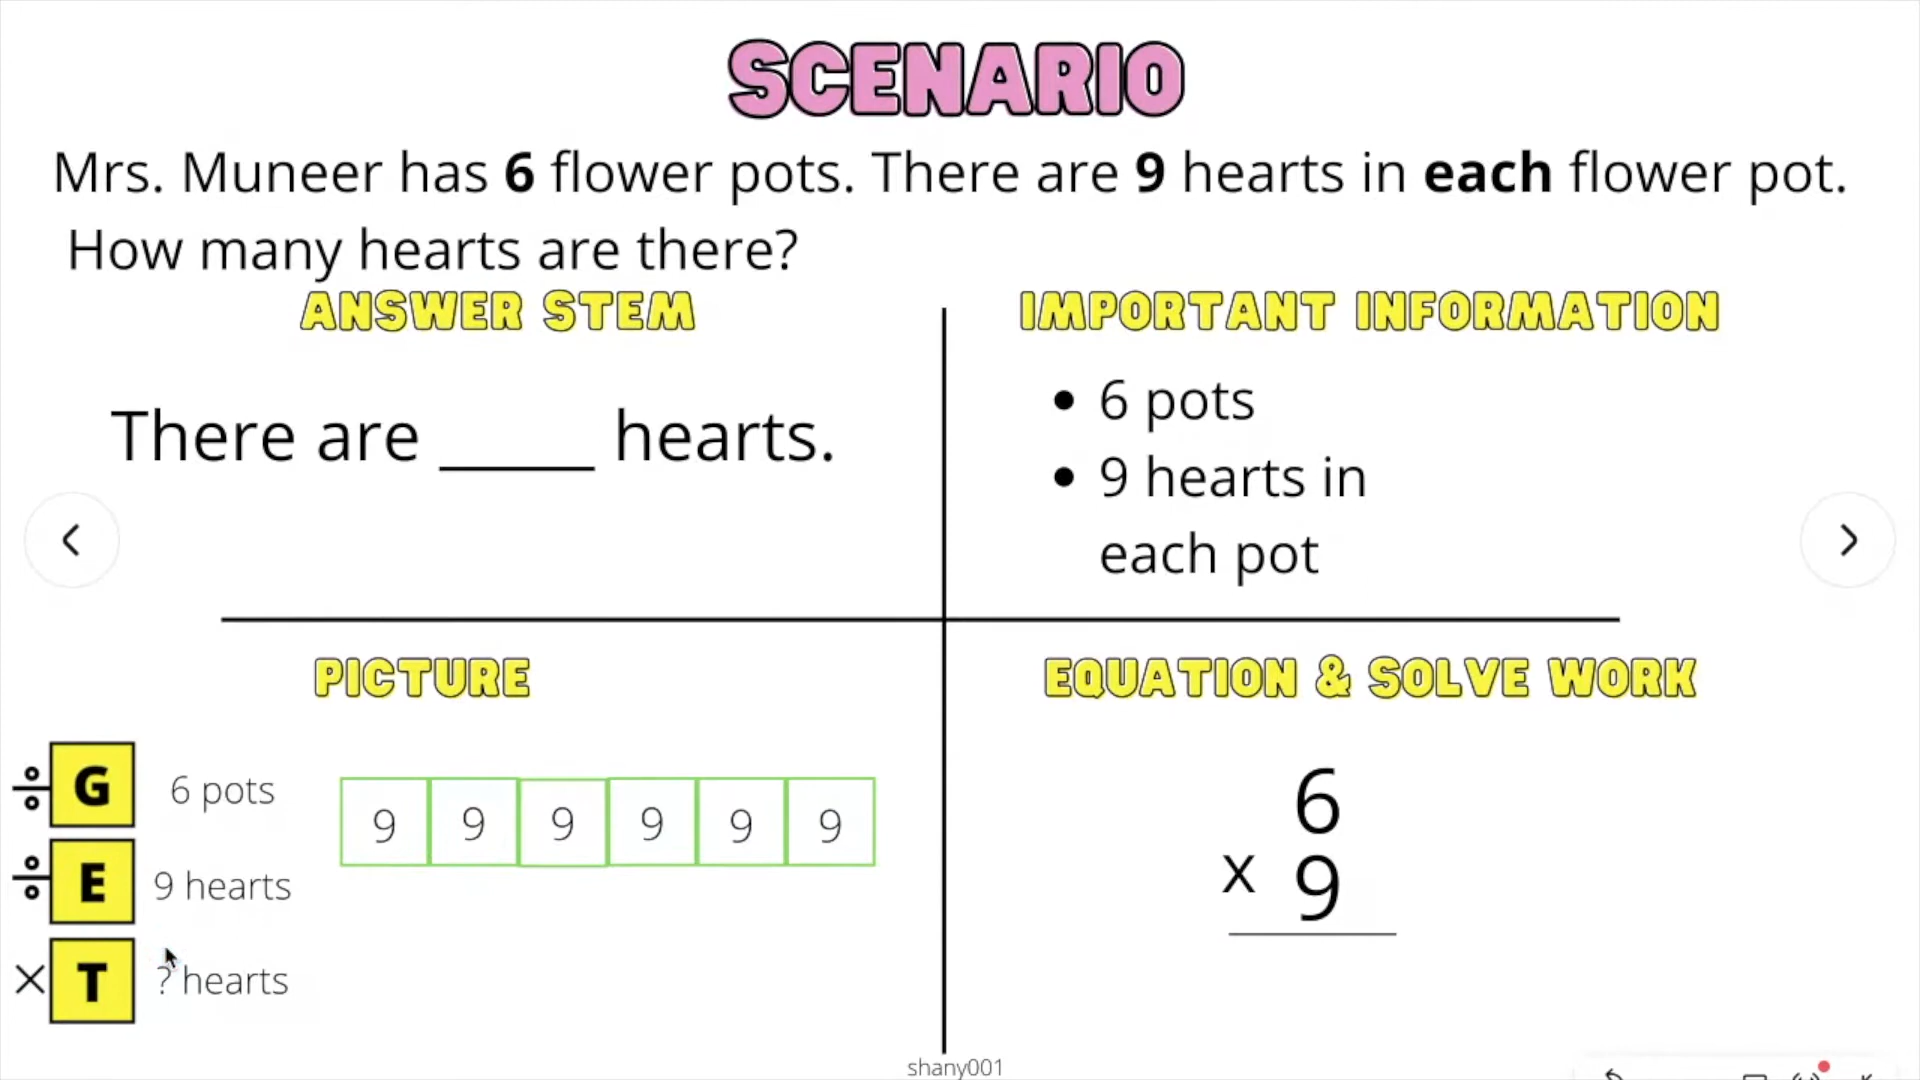 SCENARIO
Mrs. Muneer has 6 flower pots. There are 9 hearts in each flower pot.
How many hearts are there?
ANSWER STEM
There are _____ hearts.
IMPORTANT INFORMATION
• 6 pots
• 9 hearts in
each pot
PICTURE
÷ G 6 pots
÷ E 9 hearts
× T ? hearts
9 9 9 9 9 9
EQUATION & SOLVE WORK
6
x 9
shany001